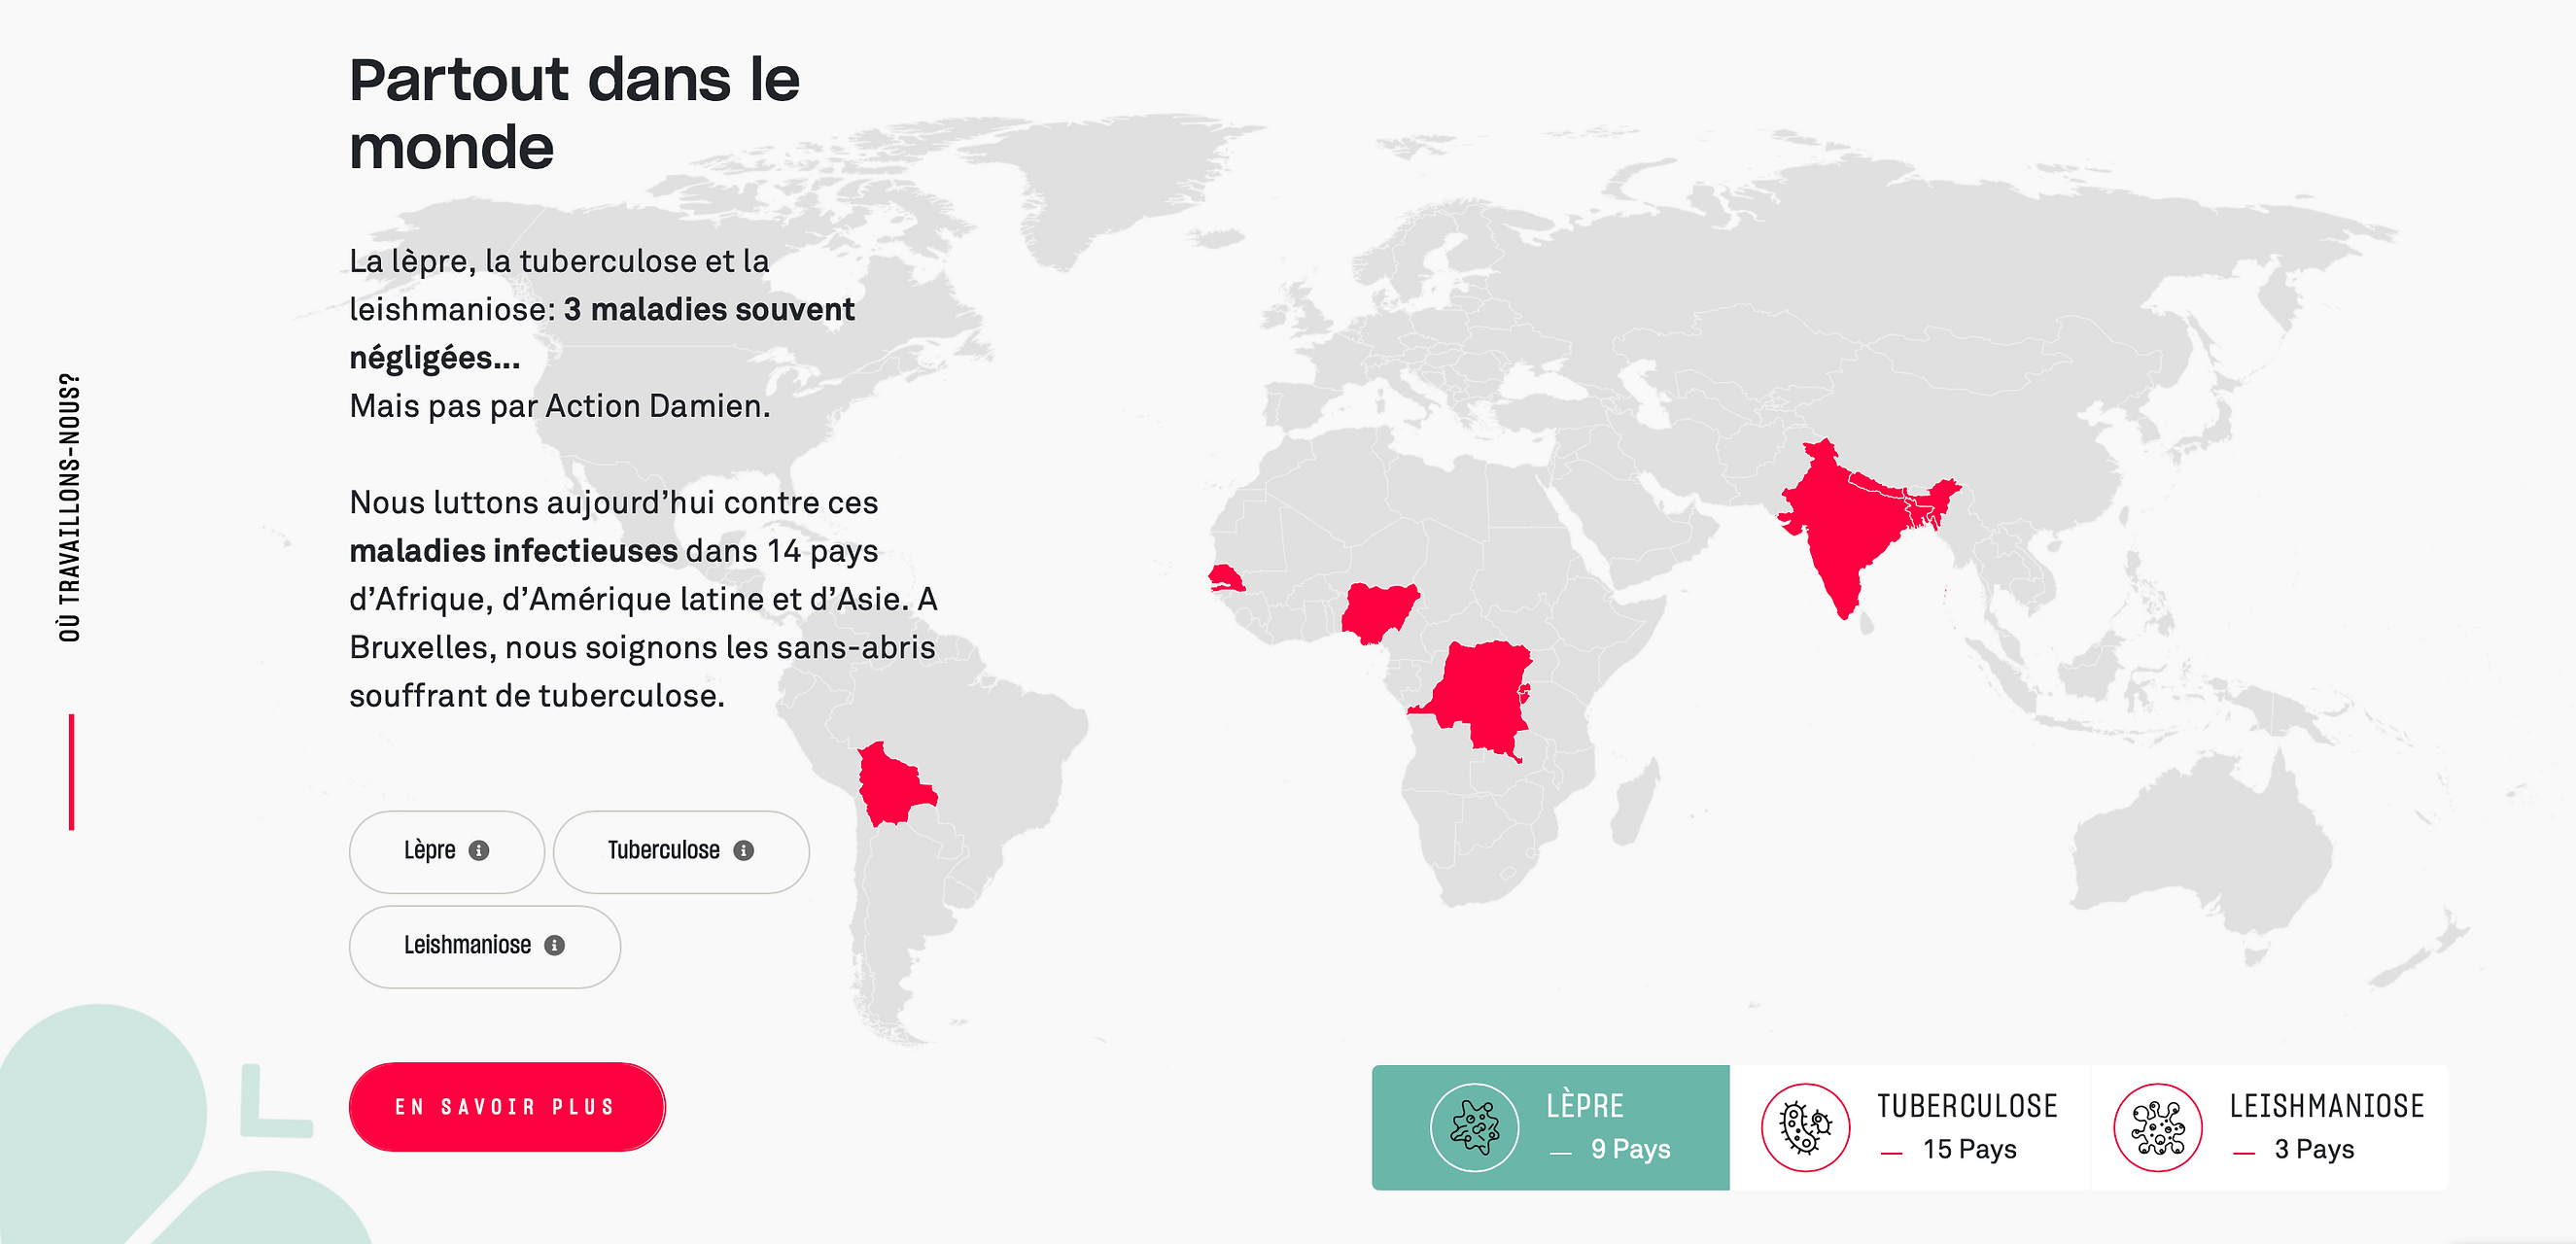 Partout dans le
monde
La lèpre, la tuberculose et la
leishmaniose: 3 maladies souvent
négligées...
Mais pas par Action Damien.
Nous luttons aujourd’hui contre ces
maladies infectieuses dans 14 pays
d’Afrique, d’Amérique latine et d’Asie. A
Bruxelles, nous soignons les sans-abris
souffrant de tuberculose.
OÙ TRAVAILLONS-NOUS?
Lèpre
Tuberculose
Leishmaniose
EN SAVOIR PLUS
LÈPRE
9 Pays
TUBERCULOSE
15 Pays
LEISHMANIOSE
3 Pays